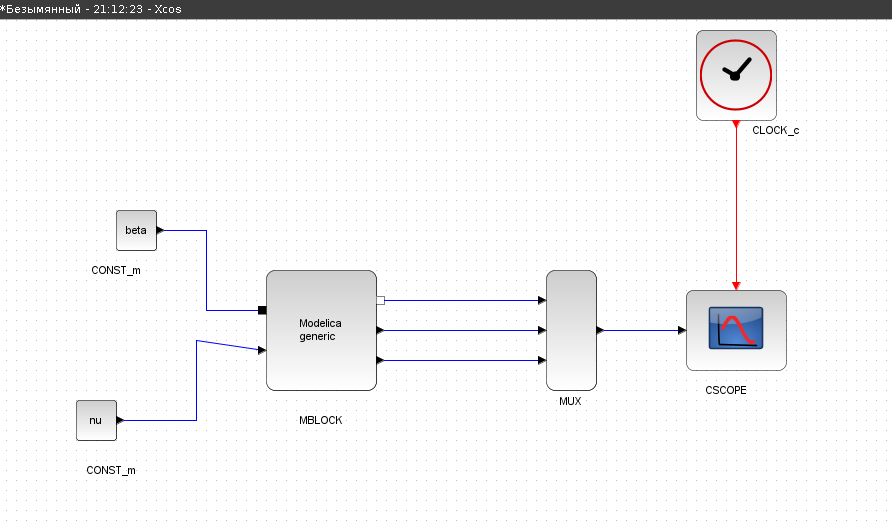 *Безымянный - 21:12:23 - Xcos
CLOCK_c
beta
CONST_m
Modelica
generic
MBLOCK
MUX
CSCOPE
nu
CONST_m